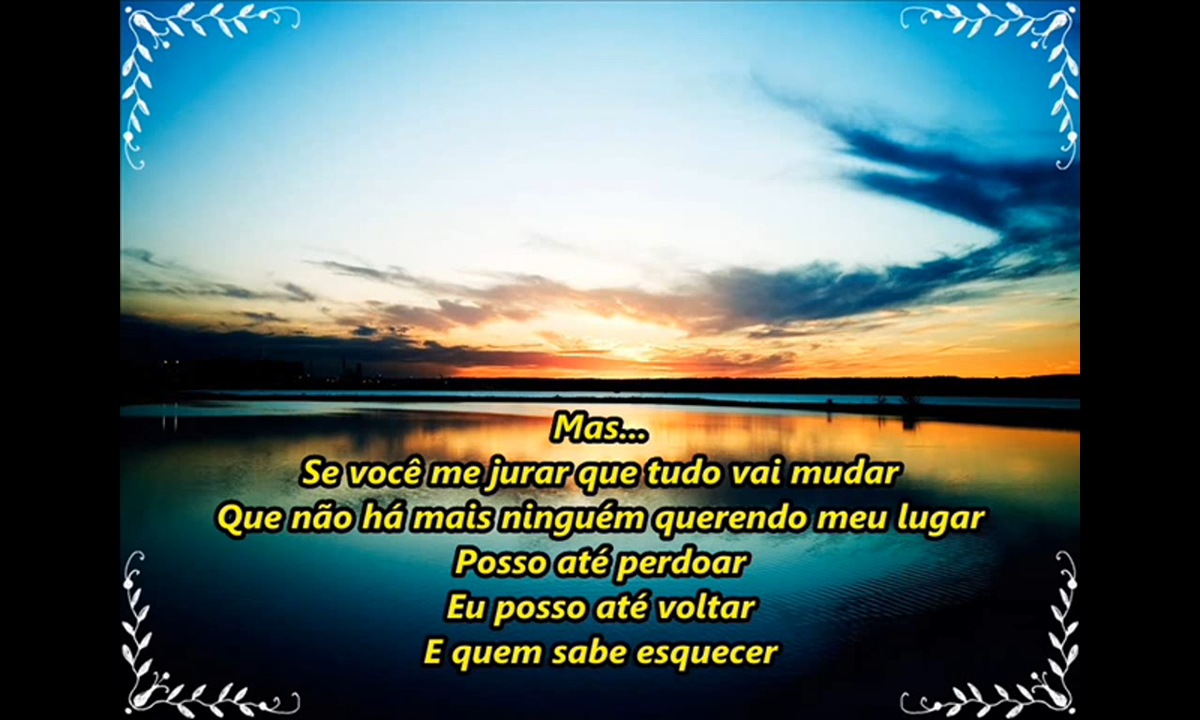 Mas...
Se você me jurar que tudo vai mudar
Que não há mais ninguém querendo meu lugar
Posso até perdoar
Eu posso até voltar
E quem sabe esquecer